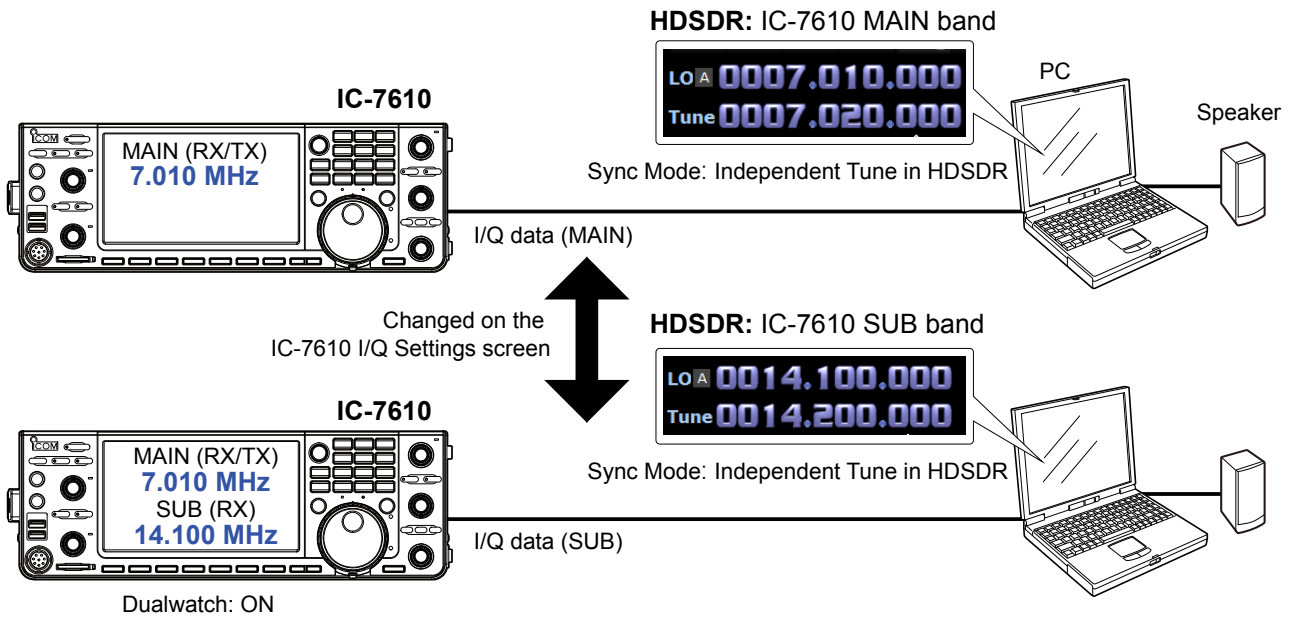 HDSDR: IC-7610 MAIN band
LO A 0007.010.000
Tune 0007.020.000
PC
Speaker
IC-7610
ICOM
MAIN (RX/TX)
7.010 MHz
Sync Mode: Independent Tune in HDSDR
I/Q data (MAIN)
Changed on the
IC-7610 I/Q Settings screen
HDSDR: IC-7610 SUB band
LO A 0014.100.000
Tune 0014.200.000
IC-7610
ICOM
MAIN (RX/TX)
7.010 MHz
SUB (RX)
14.100 MHz
Sync Mode: Independent Tune in HDSDR
I/Q data (SUB)
Dualwatch: ON